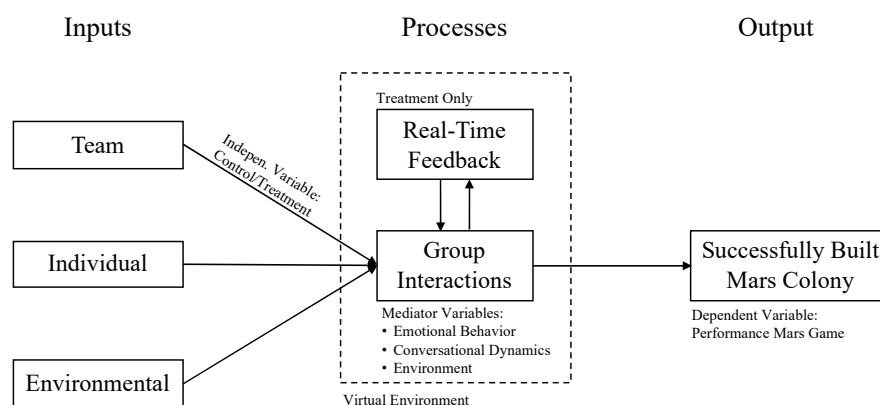 Inputs
Processes
Output
Team
Individual
Environmental
Indepen. Variable:
Control/Treatment
Treatment Only
Real-Time
Feedback
Group
Interactions
Mediator Variables:
• Emotional Behavior
• Conversational Dynamics
• Environment
Virtual Environment
Successfully Built
Mars Colony
Dependent Variable:
Performance Mars Game